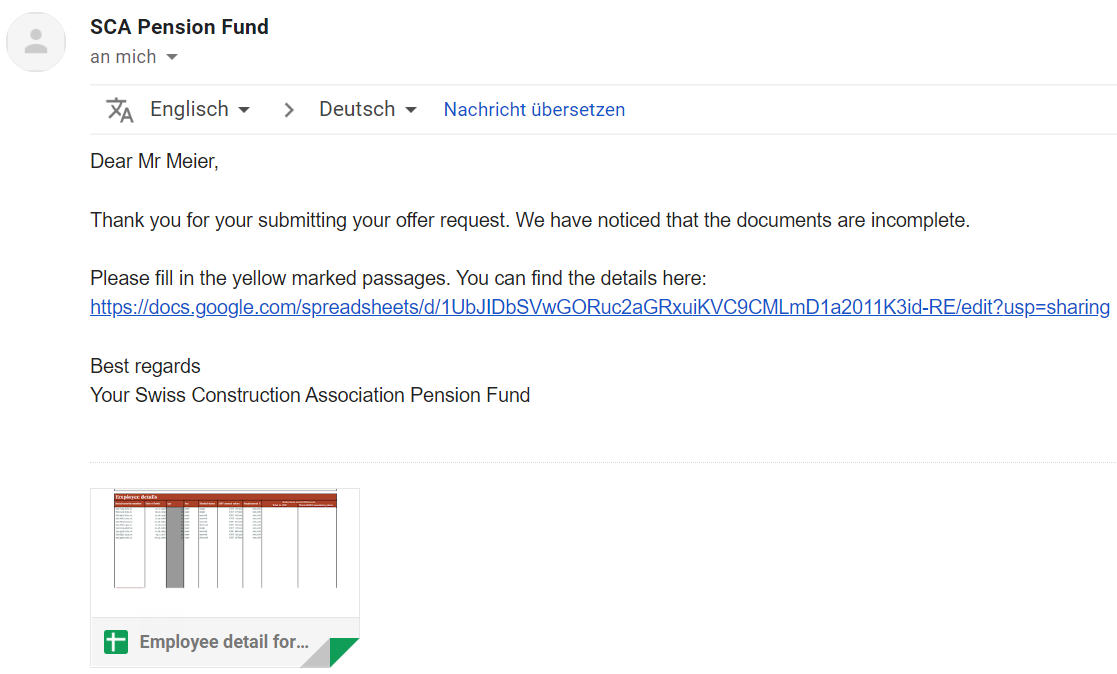 SCA Pension Fund
an mich
Englisch > Deutsch Nachricht übersetzen
Dear Mr Meier,
Thank you for your submitting your offer request. We have noticed that the documents are incomplete.
Please fill in the yellow marked passages. You can find the details here:
https://docs.google.com/spreadsheets/d/1UbJIDbSVwGORuc2aGRxuiKVC9CMLmD1a2011K3id-RE/edit?usp=sharing
Best regards
Your Swiss Construction Association Pension Fund
Employee details
Employee detail for...